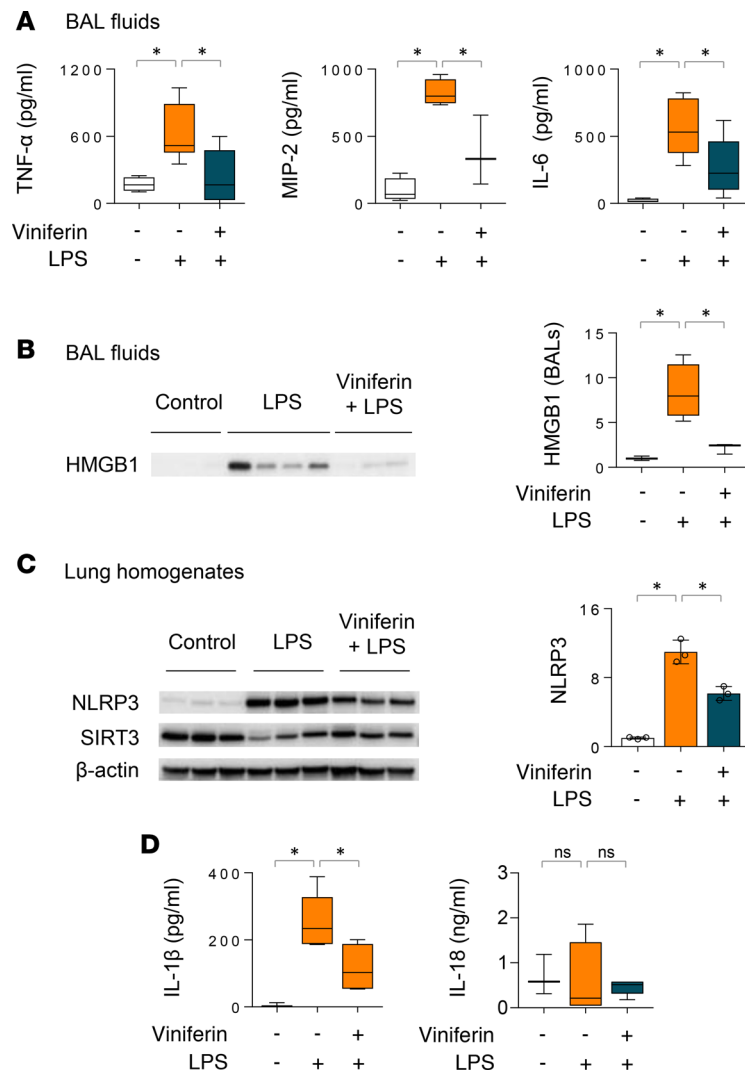 A BAL fluids
* *
TNF-α (pg/ml)
1200
600
0
Viniferin - - +
LPS - + +
* *
MIP-2 (pg/ml)
1000
500
0
- - +
- + +
* *
IL-6 (pg/ml)
1000
500
0
- - +
- + +
B BAL fluids
Control LPS Viniferin
+ LPS
HMGB1
* *
HMGB1 (BALs)
15
10
5
0
Viniferin - - +
LPS - + +
C Lung homogenates
Control LPS Viniferin
+ LPS
NLRP3
SIRT3
β-actin
* *
NLRP3
16
8
0
Viniferin - - +
LPS - + +
D
* *
IL-1β (pg/ml)
400
200
0
Viniferin - - +
LPS - + +
ns ns
IL-18 (ng/ml)
3
2
1
0
Viniferin - - +
LPS - + +